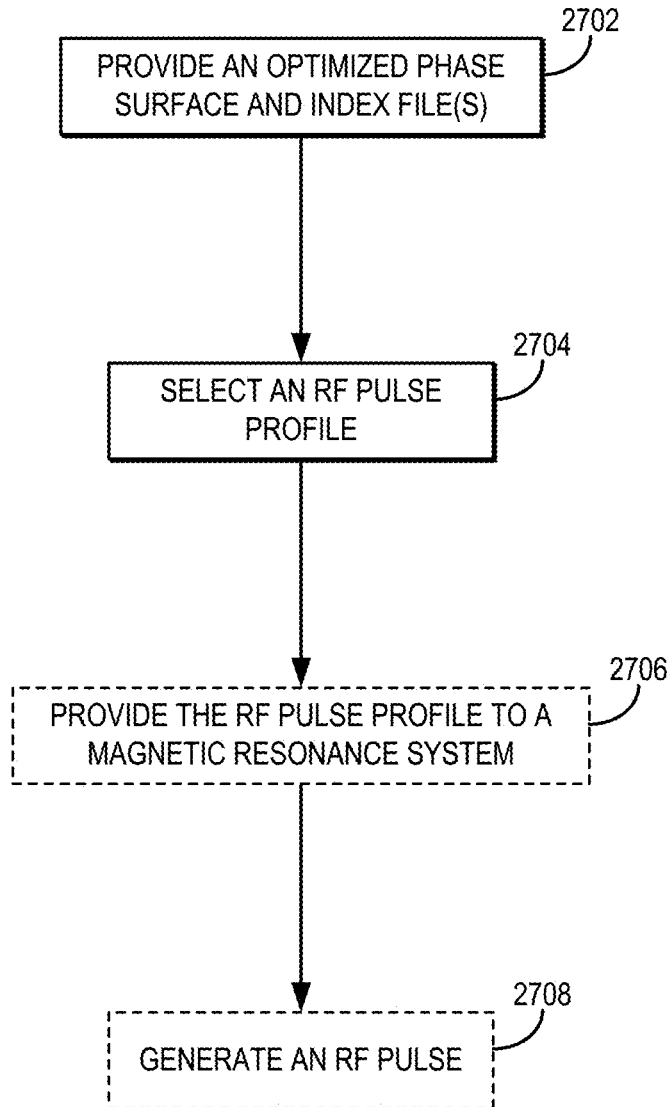 2702
PROVIDE AN OPTIMIZED PHASE
SURFACE AND INDEX FILE(S)
2704
SELECT AN RF PULSE
PROFILE
2706
PROVIDE THE RF PULSE PROFILE TO A
MAGNETIC RESONANCE SYSTEM
2708
GENERATE AN RF PULSE